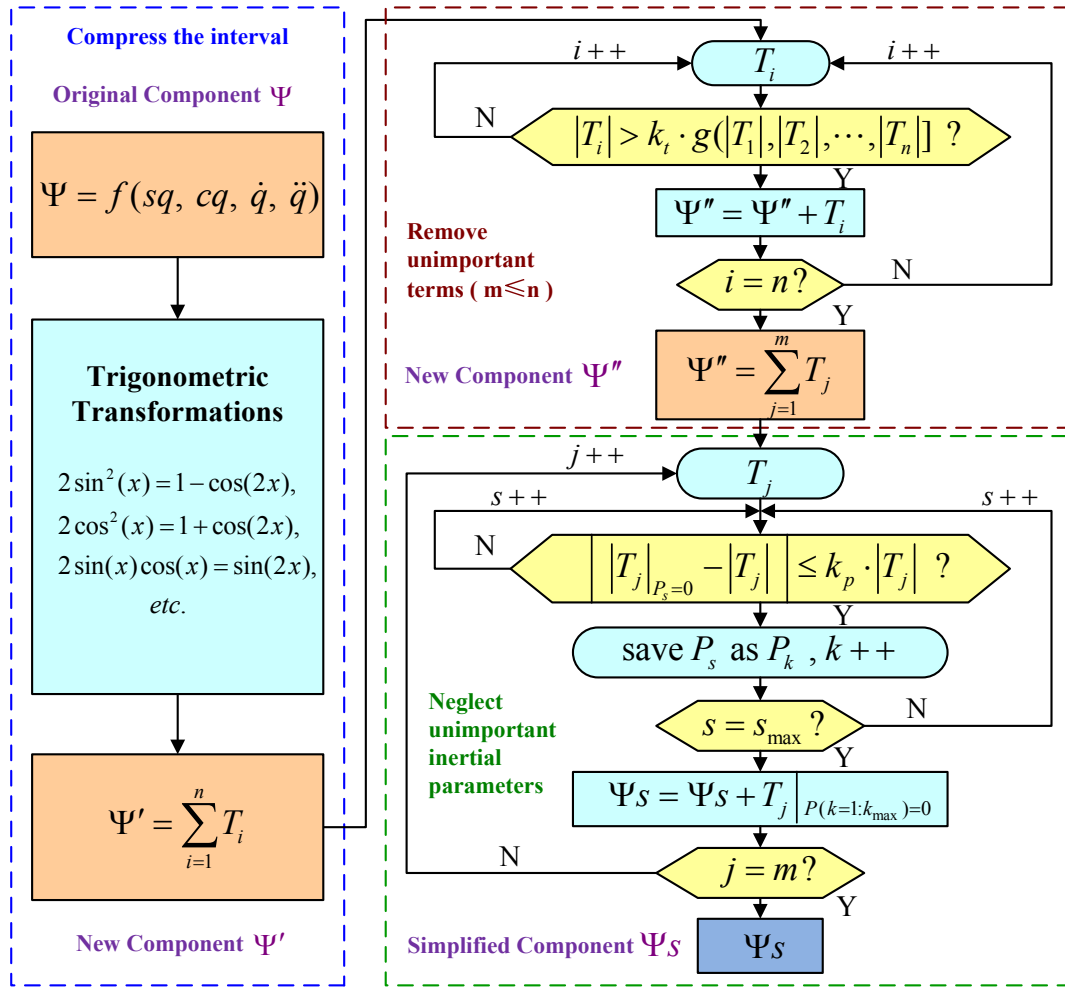 Compress the interval
Original Component Ψ
Ψ = f(sq, cq, q̇, q̈)
Trigonometric
Transformations
2sin²(x)=1−cos(2x),
2cos²(x)=1+cos(2x),
2sin(x)cos(x)=sin(2x),
etc.
Ψ′ = ∑_{i=1}^{n} T_i
New Component Ψ′
i++
T_i
i++
N
|T_i| > k_t · g(|T_1|,|T_2|,⋯,|T_n|] ?
Y
Ψ″ = Ψ″ + T_i
Remove
unimportant
terms ( m≤n )
i = n?
N
Y
New Component Ψ″
Ψ″ = ∑_{j=1}^{m} T_j
j++
T_j
s++
s++
N
| |T_j|_{P_s=0} − |T_j| | ≤ k_p · |T_j| ?
Y
save P_s as P_k , k++
Neglect
unimportant
inertial
parameters
s = s_max ?
N
Y
Ψs = Ψs + T_j |_{P(k=1:k_max)=0}
N
j = m?
Y
Simplified Component Ψs
Ψs